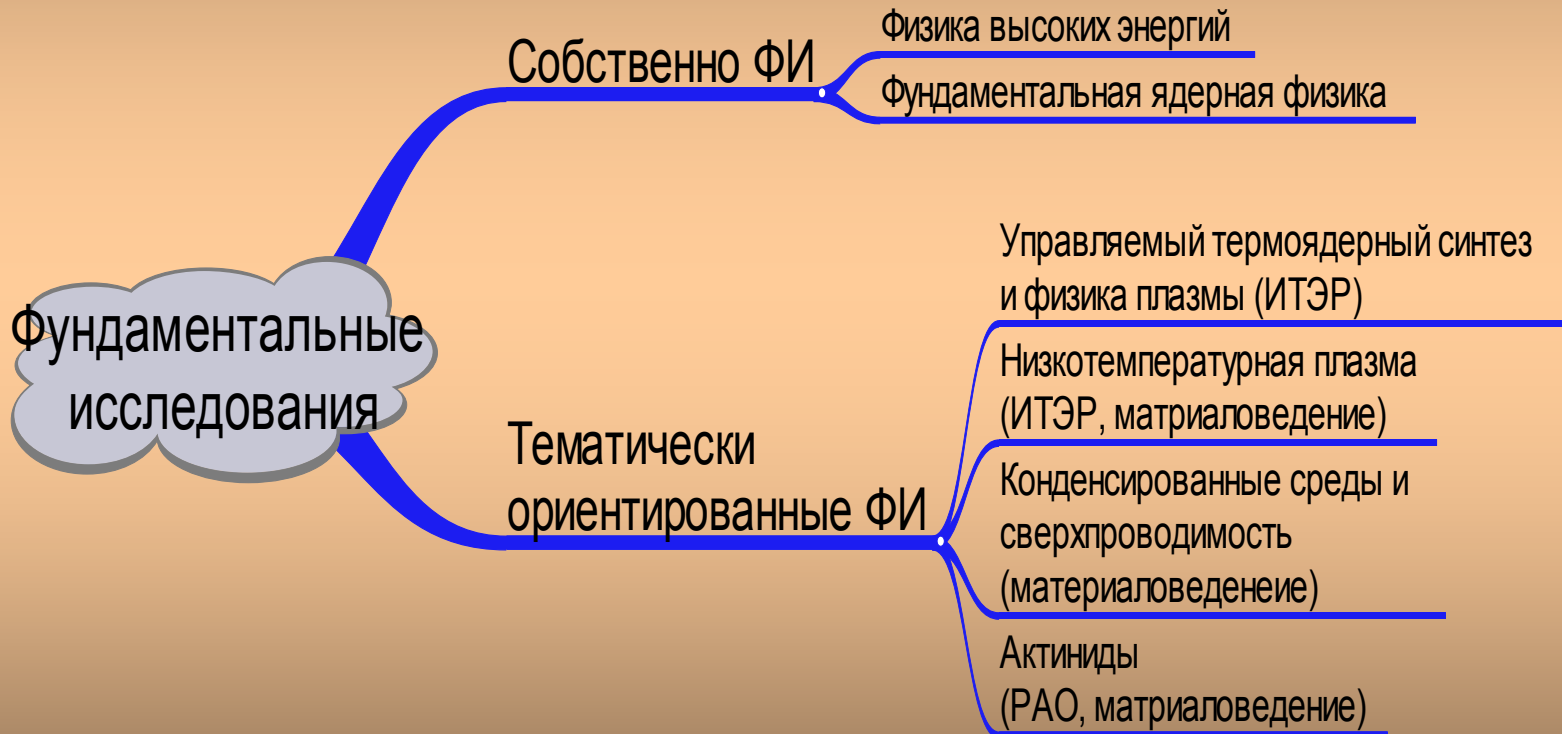 Фундаментальные
исследования
Собственно ФИ
Физика высоких энергий
Фундаментальная ядерная физика
Тематически
ориентированные ФИ
Управляемый термоядерный синтез
и физика плазмы (ИТЭР)
Низкотемпературная плазма
(ИТЭР, матриаловедение)
Конденсированные среды и
сверхпроводимость
(материаловеденеие)
Актиниды
(РАО, матриаловедение)